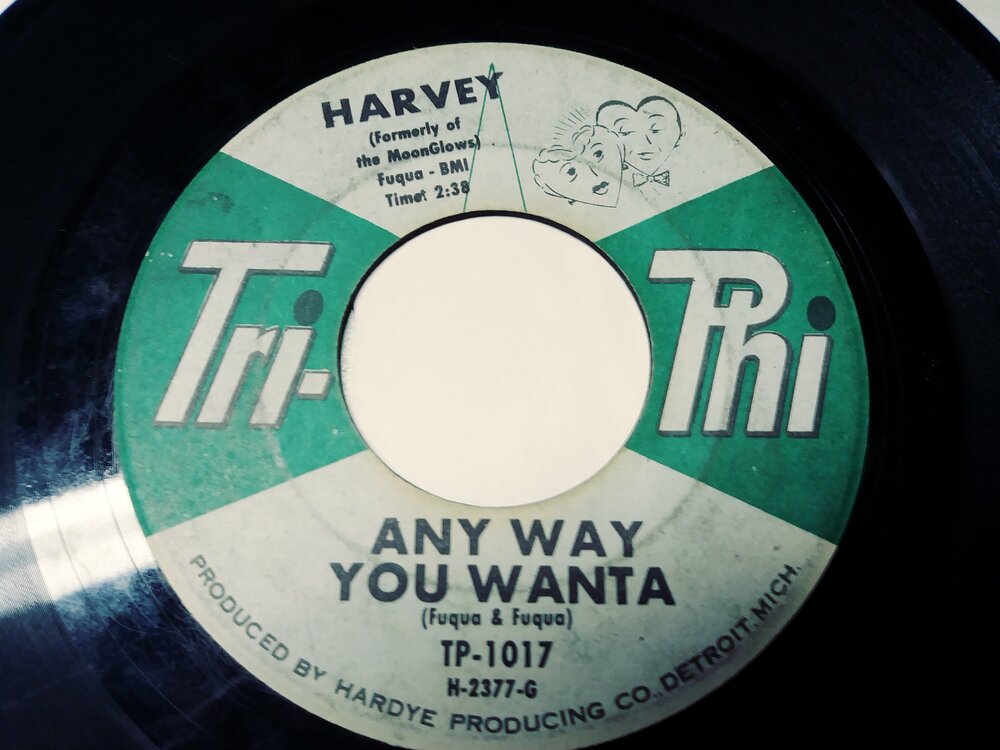 HARVEY
(Formerly of
the MoonGlows)
Fuqua - BMI
Time: 2:38
Tri-
Phi
ANY WAY
YOU WANTA
(Fuqua & Fuqua)
TP-1017
H-2377-G
PRODUCED BY HARDYE PRODUCING CO., DETROIT, MICH.